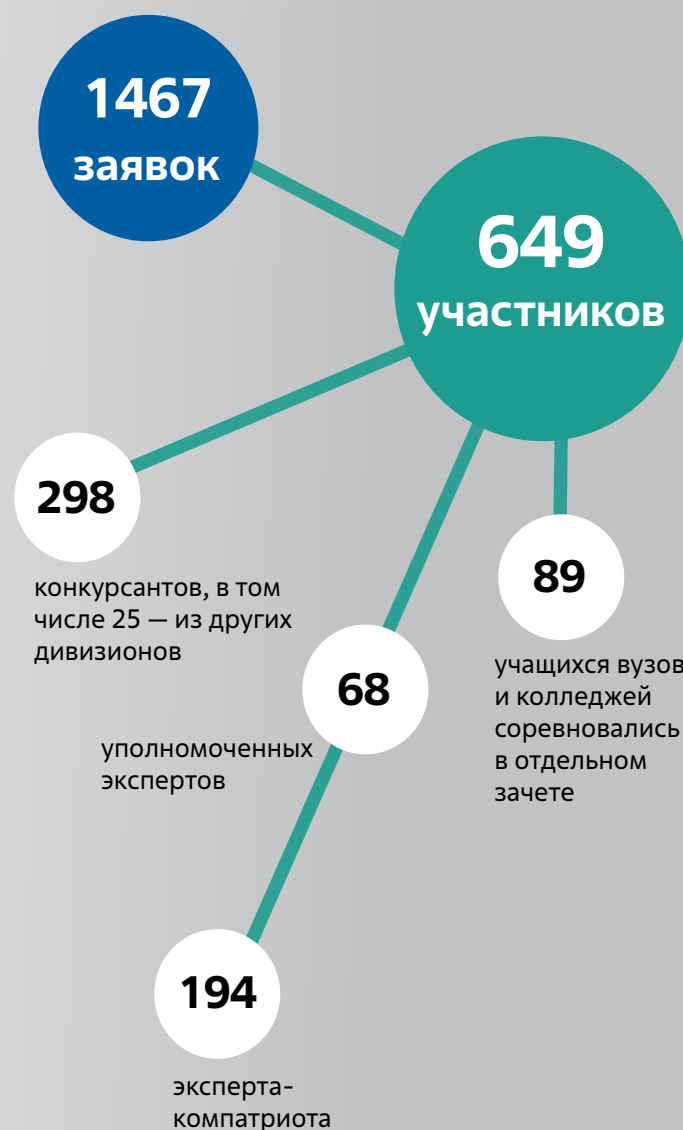 1467
заявок
649
участников
298
конкурсантов, в том
числе 25 — из других
дивизионов
89
учащихся вузов
и колледжей
соревновались
в отдельном
зачете
68
уполномоченных
экспертов
194
эксперта-
компатриота